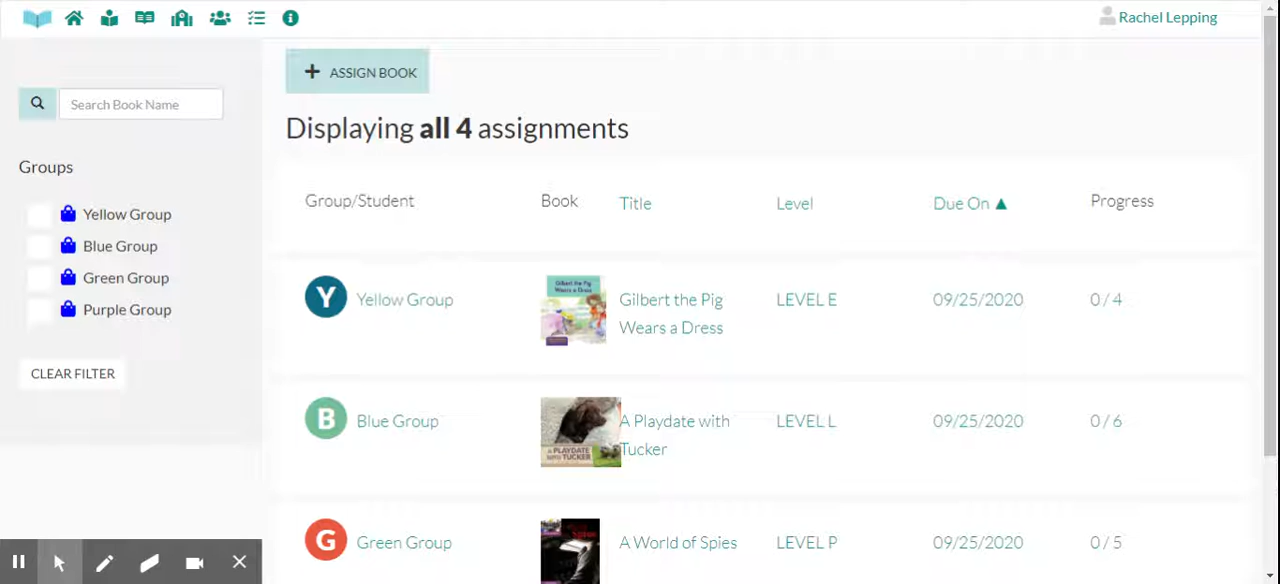 Rachel Lepping
ASSIGN BOOK
Search Book Name
Displaying all 4 assignments
Groups
Yellow Group
Blue Group
Green Group
Purple Group
CLEAR FILTER
Group/Student Book Title Level Due On ▲ Progress
Y Yellow Group Gilbert the Pig Wears a Dress Gilbert the Pig LEVEL E 09/25/2020 0 / 4
Wears a Dress
B Blue Group A Playdate with LEVEL L 09/25/2020 0 / 6
A PLAYDATE WITH TUCKER Tucker
G Green Group A World of Spies LEVEL P 09/25/2020 0 / 5